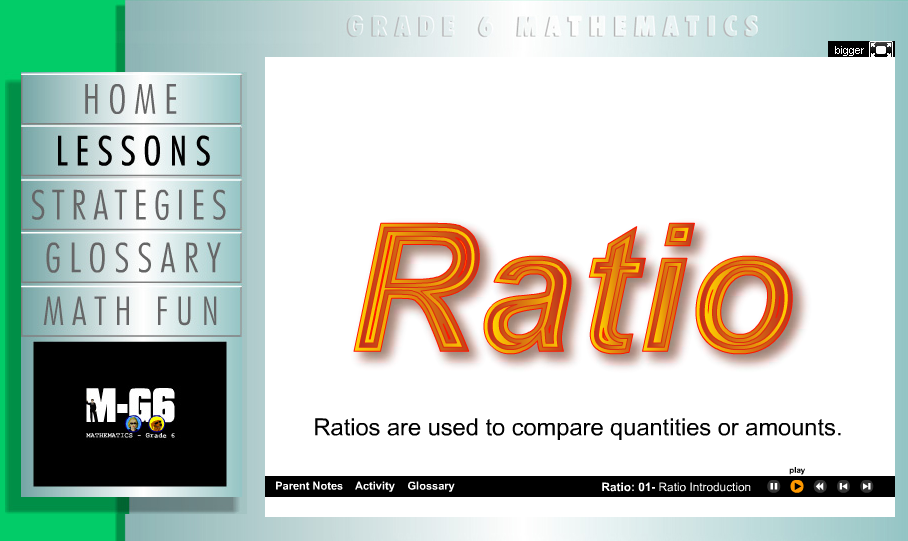 GRADE 6 MATHEMATICS
bigger
HOME
LESSONS
STRATEGIES
GLOSSARY
MATH FUN
M-G6
MATHEMATICS - Grade 6
Ratio
Ratios are used to compare quantities or amounts.
play
Parent Notes Activity Glossary Ratio: 01- Ratio Introduction